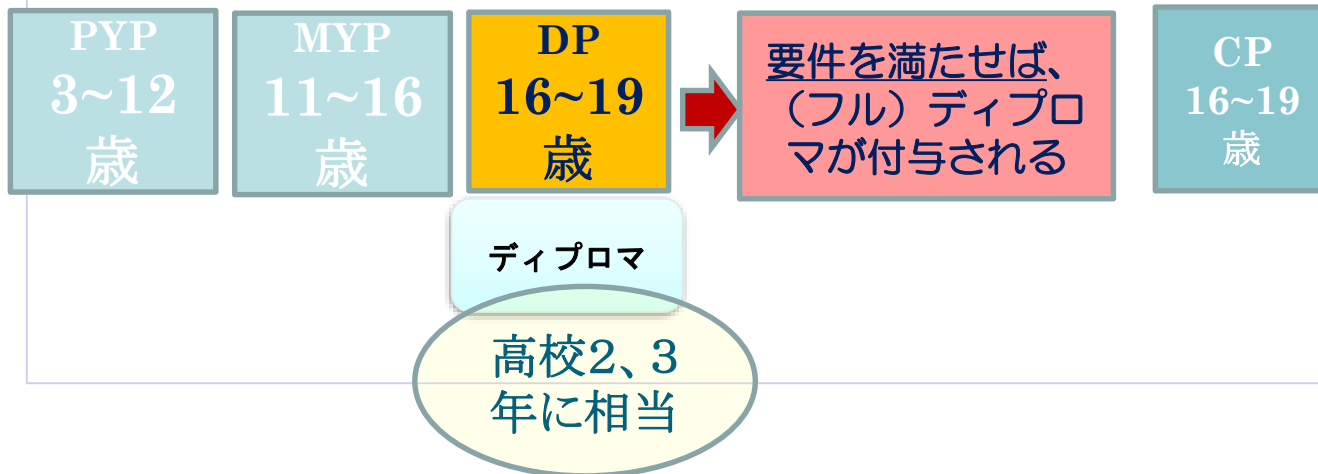 PYP
3~12
歳
MYP
11~16
歳
DP
16~19
歳
要件を満たせば、
（フル）ディプロ
マが付与される
CP
16~19
歳
ディプロマ
高校2、3
年に相当